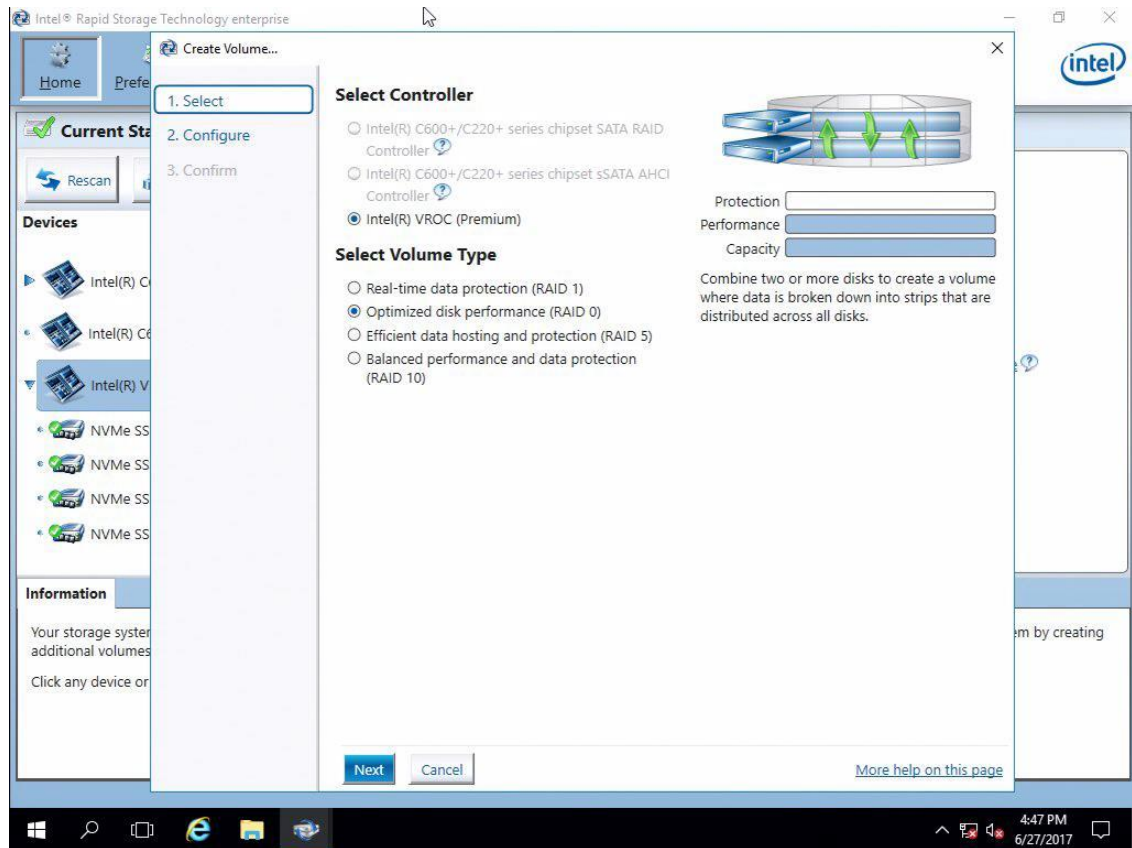 Intel® Rapid Storage Technology enterprise
Home
Prefe
intel
Current Sta
Rescan
Devices
Intel(R) C
Intel(R) C6
Intel(R) V
NVMe SS
NVMe SS
NVMe SS
NVMe SS
Information
Your storage syster
em by creating
additional volumes
Click any device or
Create Volume...
1. Select
2. Configure
3. Confirm
Select Controller
Intel(R) C600+/C220+ series chipset SATA RAID
Controller
Intel(R) C600+/C220+ series chipset sSATA AHCI
Controller
Intel(R) VROC (Premium)
Select Volume Type
Real-time data protection (RAID 1)
Optimized disk performance (RAID 0)
Efficient data hosting and protection (RAID 5)
Balanced performance and data protection
(RAID 10)
Protection
Performance
Capacity
Combine two or more disks to create a volume
where data is broken down into strips that are
distributed across all disks.
Next
Cancel
More help on this page
4:47 PM
6/27/2017